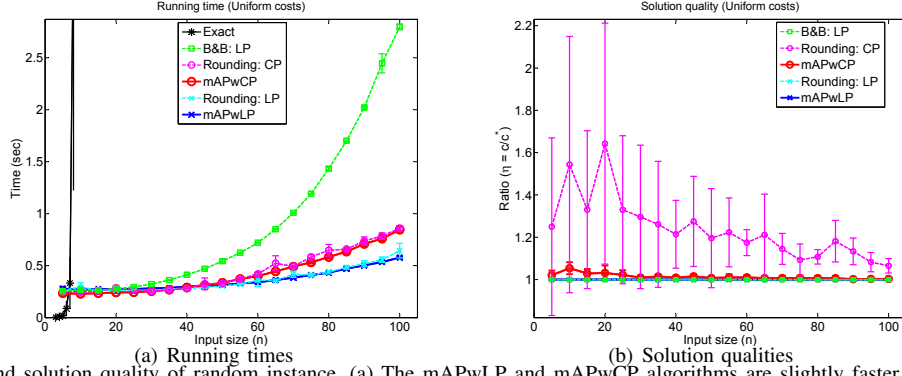 Running time (Uniform costs)
2.5
2
1.5
1
0.5
0
Time (sec)
0
20
40
60
80
100
Input size (n)
Exact
B&B: LP
Rounding: CP
mAPwCP
Rounding: LP
mAPwLP
(a) Running times
Solution quality (Uniform costs)
2.2
2
1.8
1.6
1.4
1.2
1.0
Ratio (η = c/c*)
0
20
40
60
80
100
Input size (n)
B&B: LP
Rounding: CP
mAPwCP
Rounding: LP
mAPwLP
(b) Solution qualities
nd solution quality of random instance. (a) The mAPwLP and mAPwCP algorithms are slightly faster